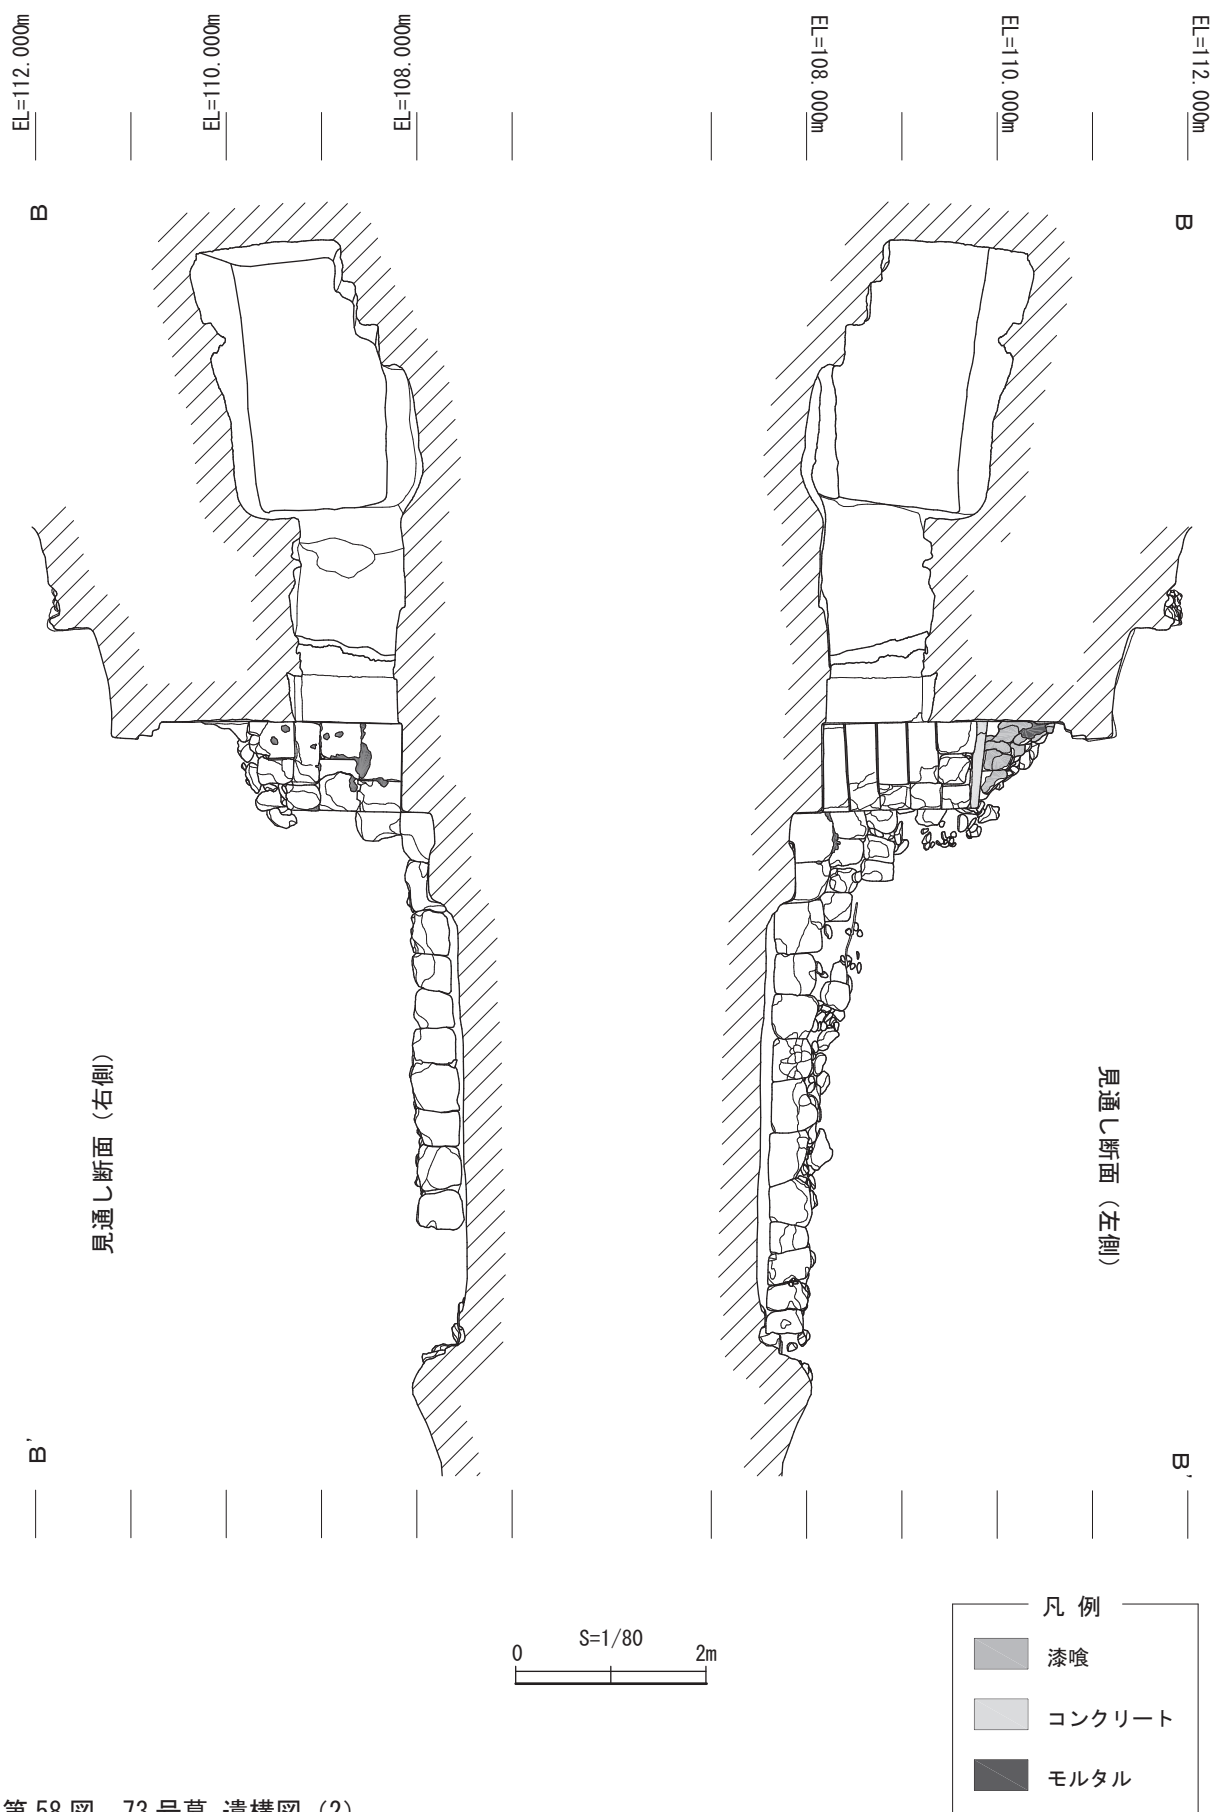 EL=112.000m
EL=110.000m
EL=108.000m
EL=108.000m
EL=110.000m
EL=112.000m
B
B
見通し断面（右側）
見通し断面（左側）
B'
B'
S=1/80
0
2m
凡 例
漆喰
コンクリート
モルタル
第 58 図　73 号墓 遺構図（2）